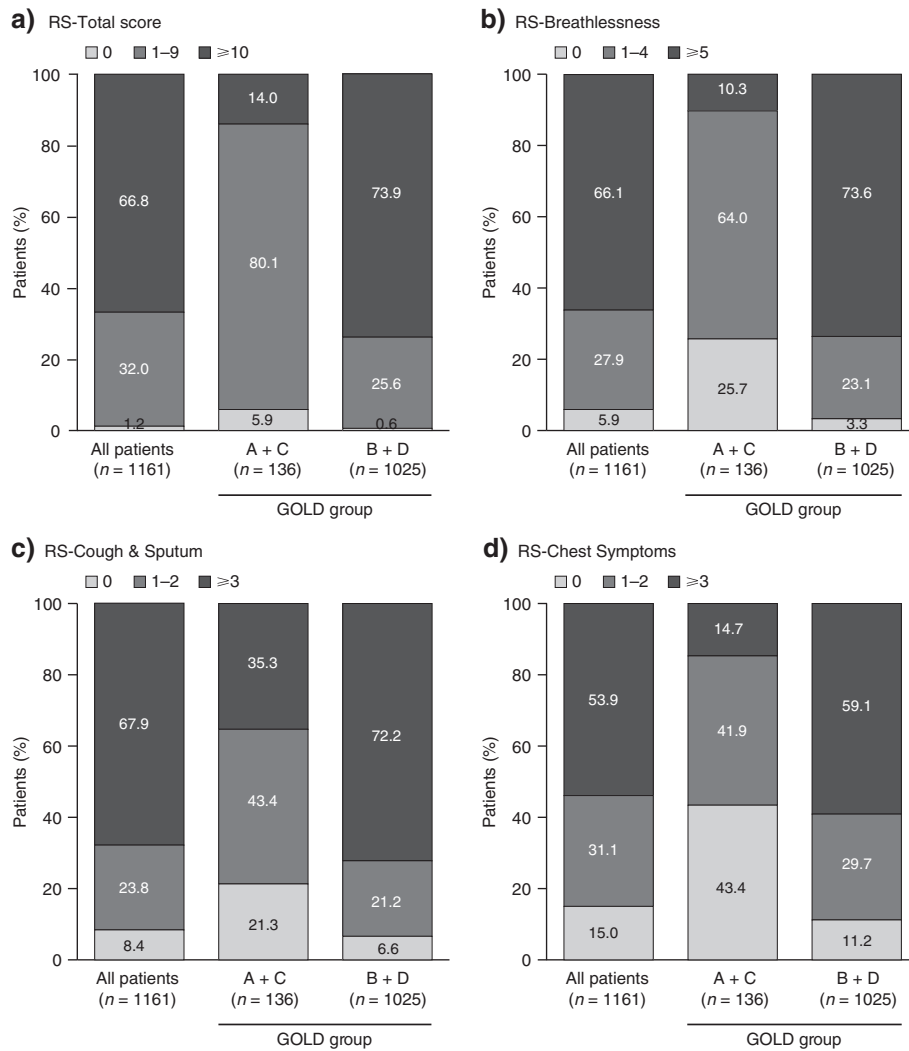 a) RS-Total score
0 1–9 ≥10
100
80
60
40
20
0
Patients (%)
66.8
32.0
1.2
14.0
80.1
5.9
73.9
25.6
0.6
All patients
(n = 1161)
A + C
(n = 136)
B + D
(n = 1025)
GOLD group
b) RS-Breathlessness
0 1–4 ≥5
100
80
60
40
20
0
Patients (%)
66.1
27.9
5.9
10.3
64.0
25.7
73.6
23.1
3.3
All patients
(n = 1161)
A + C
(n = 136)
B + D
(n = 1025)
GOLD group
c) RS-Cough & Sputum
0 1–2 ≥3
100
80
60
40
20
0
Patients (%)
67.9
23.8
8.4
35.3
43.4
21.3
72.2
21.2
6.6
All patients
(n = 1161)
A + C
(n = 136)
B + D
(n = 1025)
GOLD group
d) RS-Chest Symptoms
0 1–2 ≥3
100
80
60
40
20
0
Patients (%)
53.9
31.1
15.0
14.7
41.9
43.4
59.1
29.7
11.2
All patients
(n = 1161)
A + C
(n = 136)
B + D
(n = 1025)
GOLD group